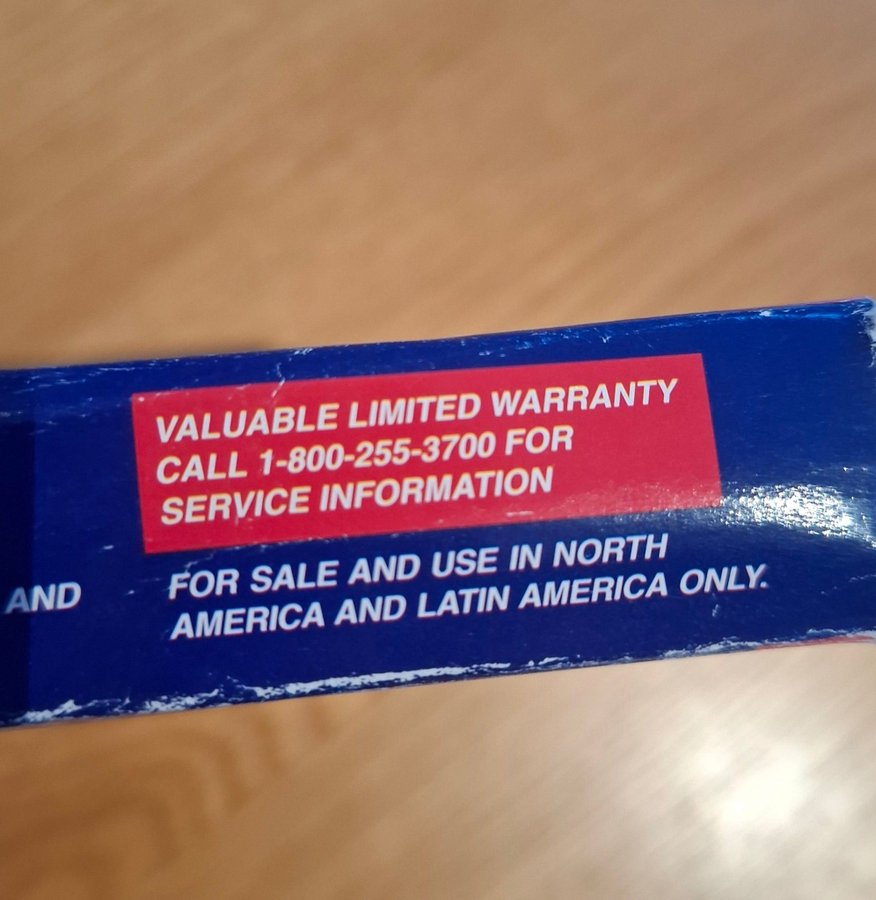 VALUABLE LIMITED WARRANTY
CALL 1-800-255-3700 FOR
SERVICE INFORMATION
FOR SALE AND USE IN NORTH
AMERICA AND LATIN AMERICA ONLY.
AND